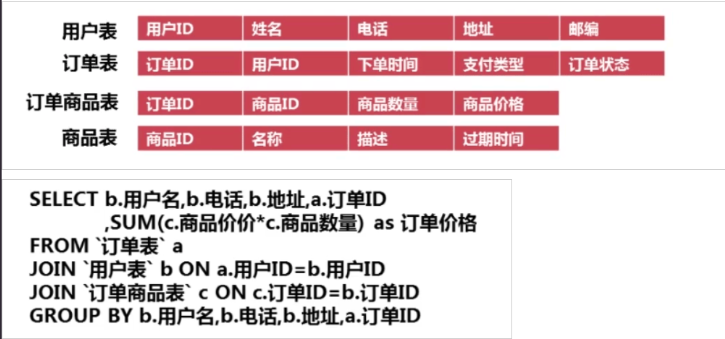 用户表 用户ID 姓名 电话 地址 邮编
订单表 订单ID 用户ID 下单时间 支付类型 订单状态
订单商品表 订单ID 商品ID 商品数量 商品价格
商品表 商品ID 名称 描述 过期时间
SELECT b.用户名,b.电话,b.地址,a.订单ID
,SUM(c.商品价价*c.商品数量) as 订单价格
FROM `订单表` a
JOIN `用户表` b ON a.用户ID=b.用户ID
JOIN `订单商品表` c ON c.订单ID=b.订单ID
GROUP BY b.用户名,b.电话,b.地址,a.订单ID